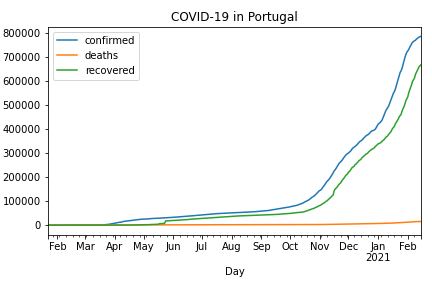 COVID-19 in Portugal
800000
700000
600000
500000
400000
300000
200000
100000
0
confirmed
deaths
recovered
Feb Mar Apr May Jun Jul Aug Sep Oct Nov Dec Jan Feb
2021
Day